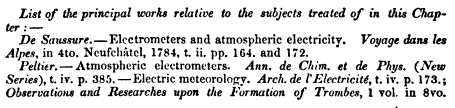 List of the principal works relative to the subjects treated of in this Chap-
ter :—
De Saussure.—Electrometers and atmospheric electricity. Voyage dans les
Alpes, in 4to. Neufchâtel, 1784, t. ii. pp. 164. and 172.
Peltier.—Atmospheric electrometers. Ann. de Chim. et de Phys. (New
Series), t. iv. p. 385.—Electric meteorology. Arch. de l'Electricité, t. iv. p. 173.;
Observations and Researches upon the Formation of Trombes, 1 vol. in 8vo.